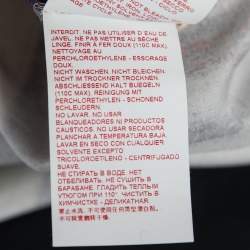 INTERDIT. NE PAS UTILISER D'EAU DE
JAVEL. NE PAS METTRE AU SÈCHE
LINGE. FINIR A FER DOUX (110C MAX).
NETTOYAGE AU
PERCHLOROETHYLENE - ESSORAGE
DOUX.
NICHT WASCHEN. NICHT BLEICHEN.
NICHT IM TROCKNER TROCKNEN.
ABSCHLIESSEND KALT BUEGELN
(110C MAX). REINIGUNG MIT
PERCHLORETHYLEN - SCHONEND
SCHLEUDERN.
NO LAVAR. NO USAR
BLANQUEADORES NI PRODUCTOS
CAUSTICOS. NO USAR SECADORA
PLANCHAR A TEMPERATURA BAJA.
LAVAR EN SECO CON CUALQUIER
SOLVENTE EXCEPTO
TRICOLOROETILENO - CENTRIFUGADO
SUAVE.
НЕ СТИРАТЬ В ВОДЕ. НЕТ
ОТБЕЛИВАТЬ. НЕ СУШИТЬ В
БАРАБАНЕ. ГЛАДИТЬ ТЕПЛЫМ
УТЮГОМ ПРИ 110°. ЧИСТИТЬ В
ХИМЧИСТКЕ. НЕ ОТЖИМАТЬ.